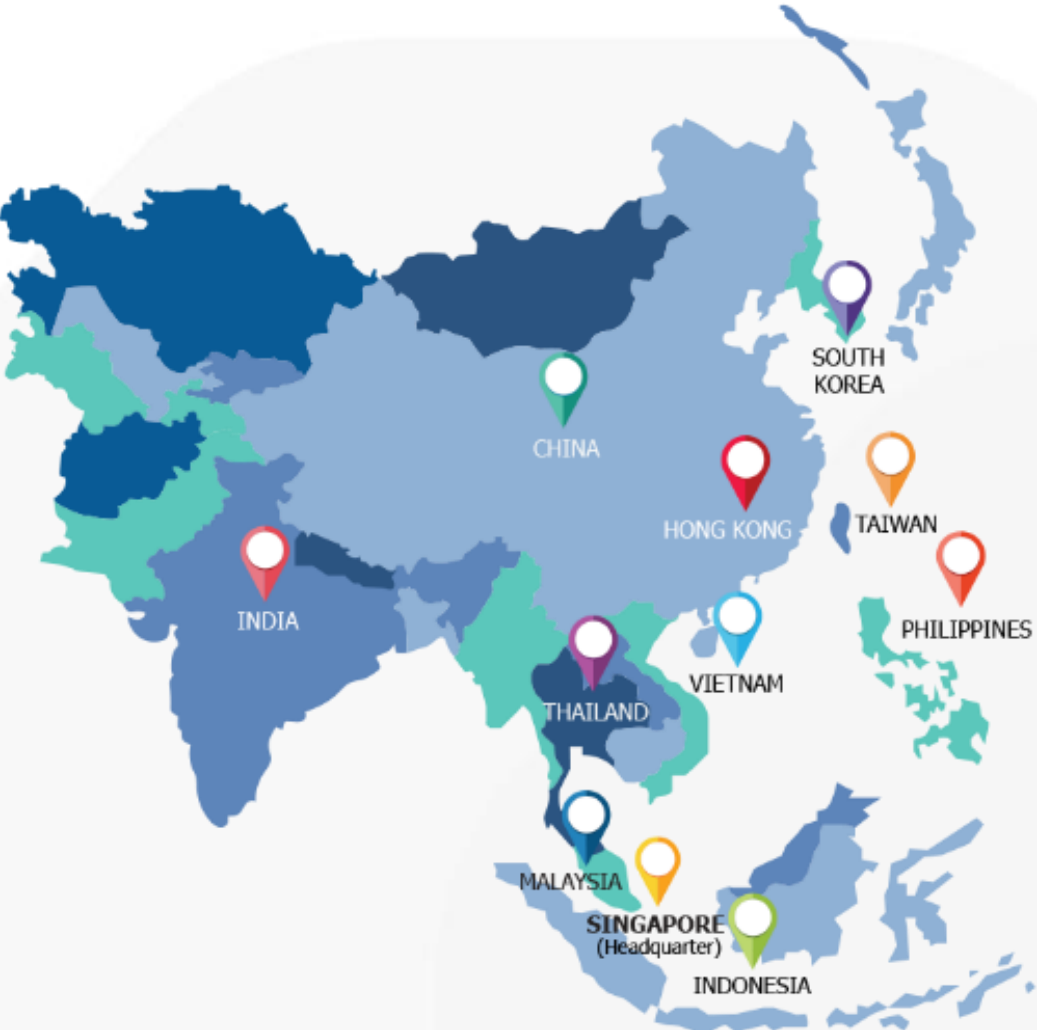 SOUTH
KOREA
CHINA
HONG KONG
TAIWAN
INDIA
PHILIPPINES
VIETNAM
THAILAND
MALAYSIA
SINGAPORE
(Headquarter)
INDONESIA